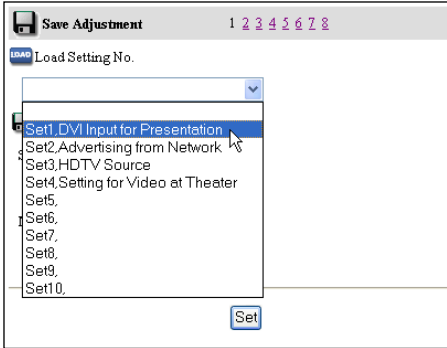 Save Adjustment 1 2 3 4 5 6 7 8
LOAD Load Setting No.
Set1,DVI Input for Presentation
Set2,Advertising from Network
Set3,HDTV Source
Set4,Setting for Video at Theater
Set5,
Set6,
Set7,
Set8,
Set9,
Set10,
Set